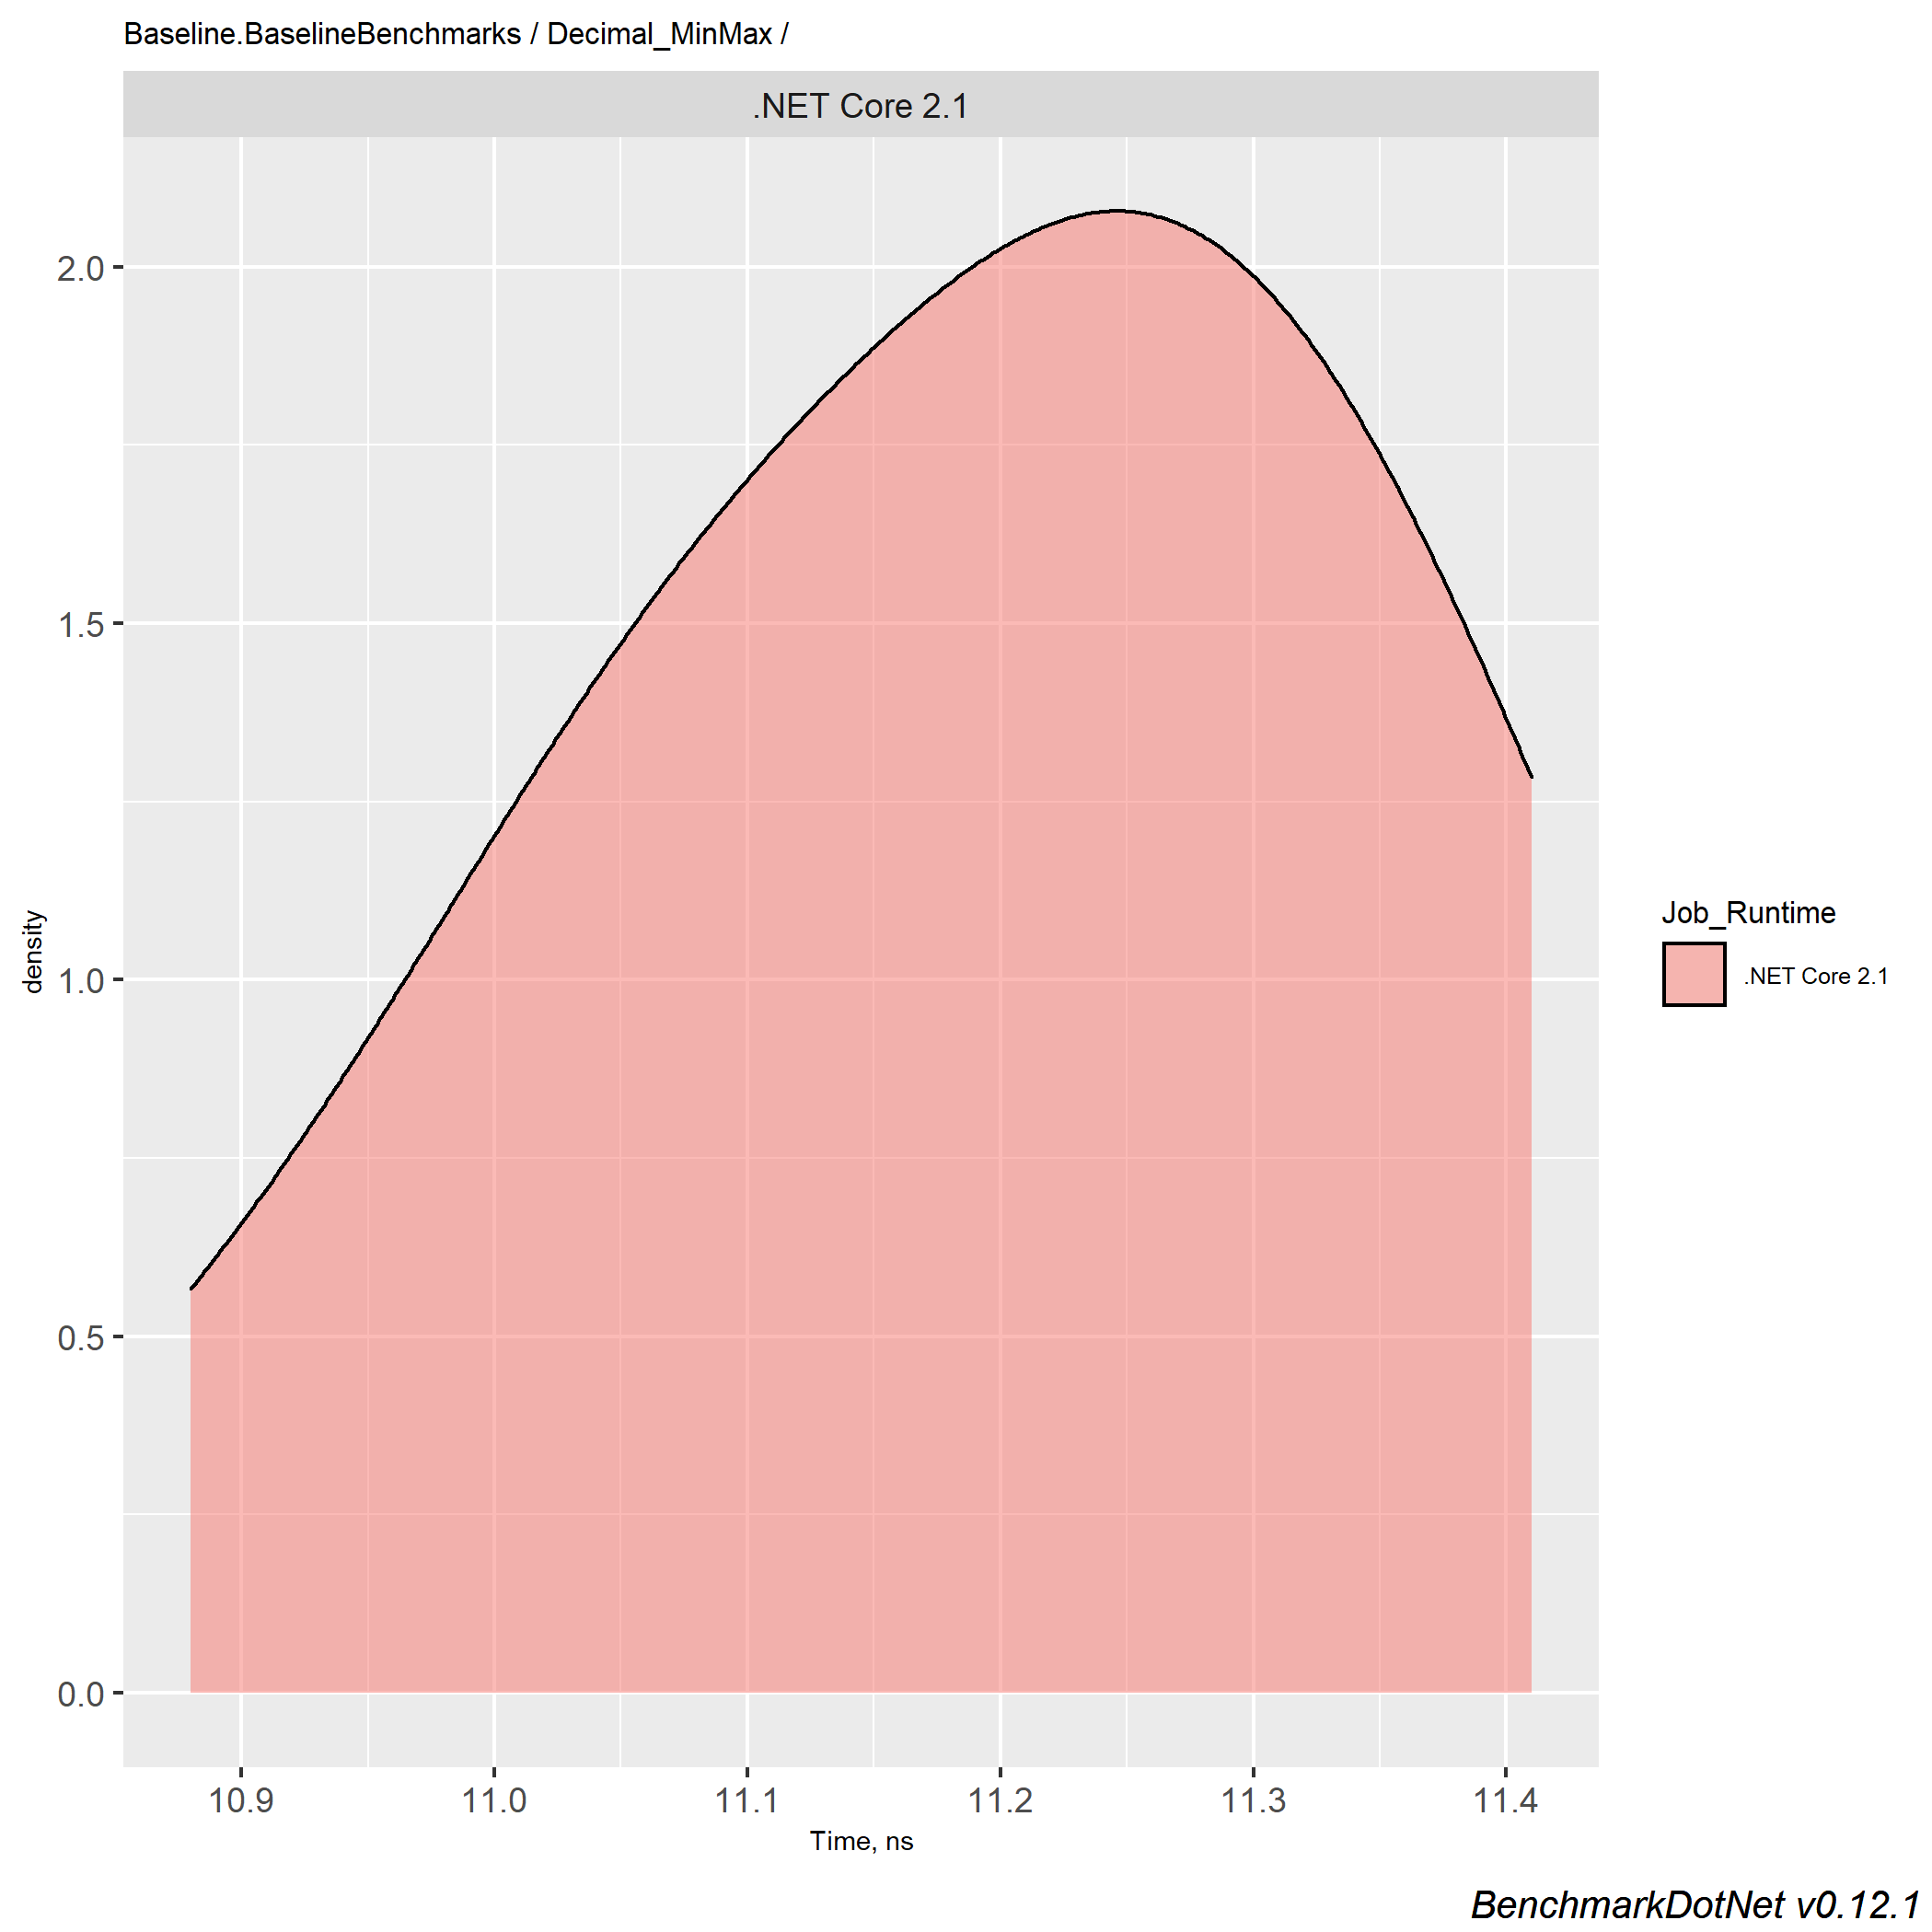 Baseline.BaselineBenchmarks / Decimal_MinMax /
.NET Core 2.1
2.0
1.5
1.0
0.5
0.0
density
10.9 11.0 11.1 11.2 11.3 11.4
Time, ns
Job_Runtime
.NET Core 2.1
BenchmarkDotNet v0.12.1